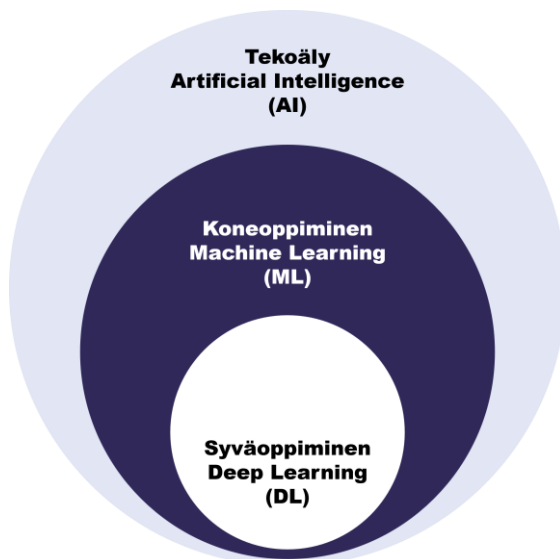 Tekoäly
Artificial Intelligence
(AI)
Koneoppiminen
Machine Learning
(ML)
Syväoppiminen
Deep Learning
(DL)